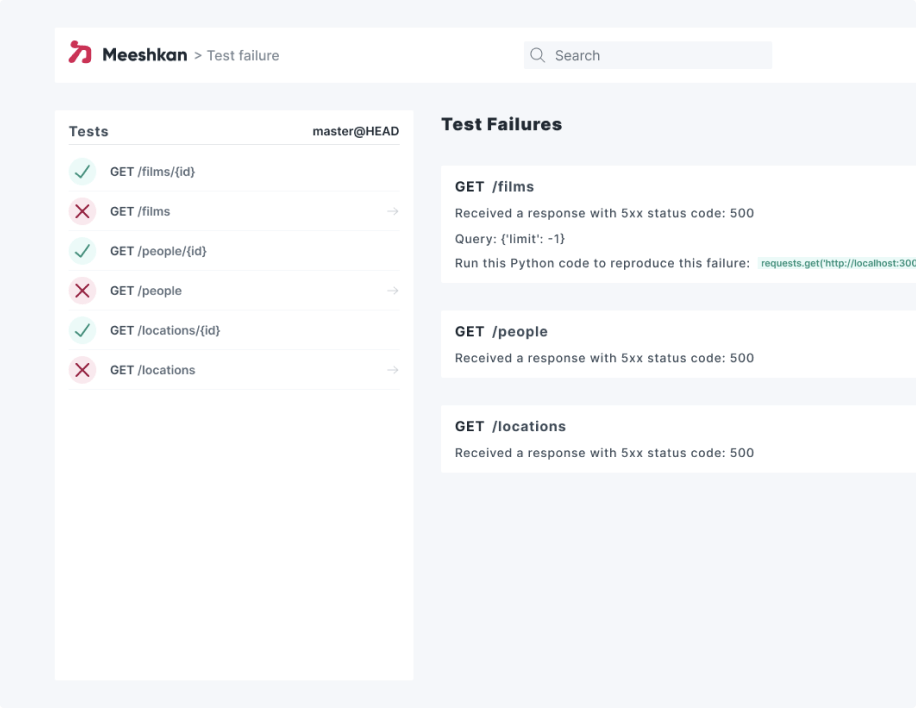 Meeshkan > Test failure
Search
Tests
master@HEAD
GET /films/{id}
GET /films
GET /people/{id}
GET /people
GET /locations/{id}
GET /locations
Test Failures
GET /films
Received a response with 5xx status code: 500
Query: {'limit': -1}
Run this Python code to reproduce this failure: requests.get('http://localhost:300
GET /people
Received a response with 5xx status code: 500
GET /locations
Received a response with 5xx status code: 500